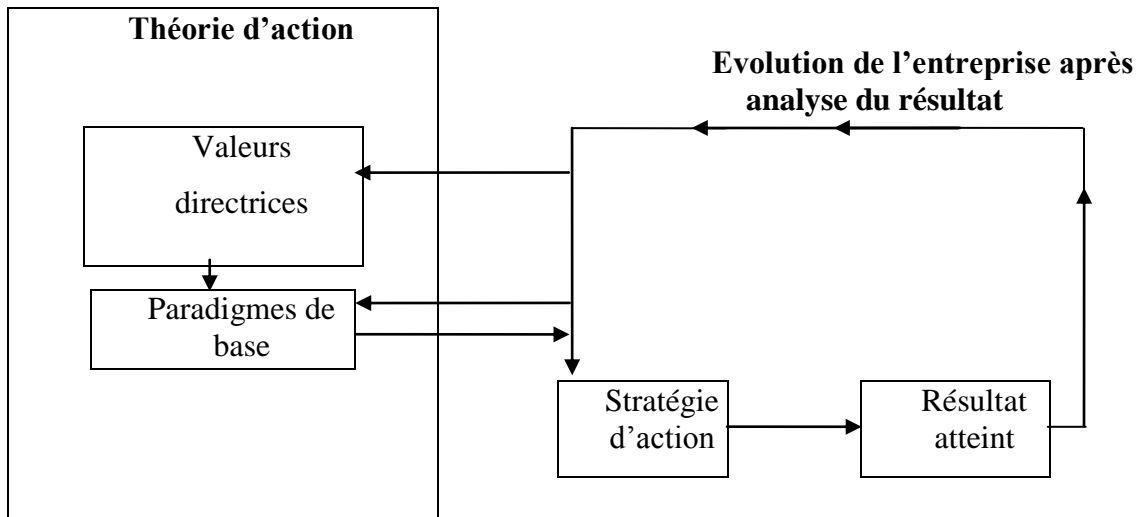 Théorie d’action
Evolution de l’entreprise après
analyse du résultat
Valeurs
directrices
Paradigmes de
base
Stratégie
d’action
Résultat
atteint